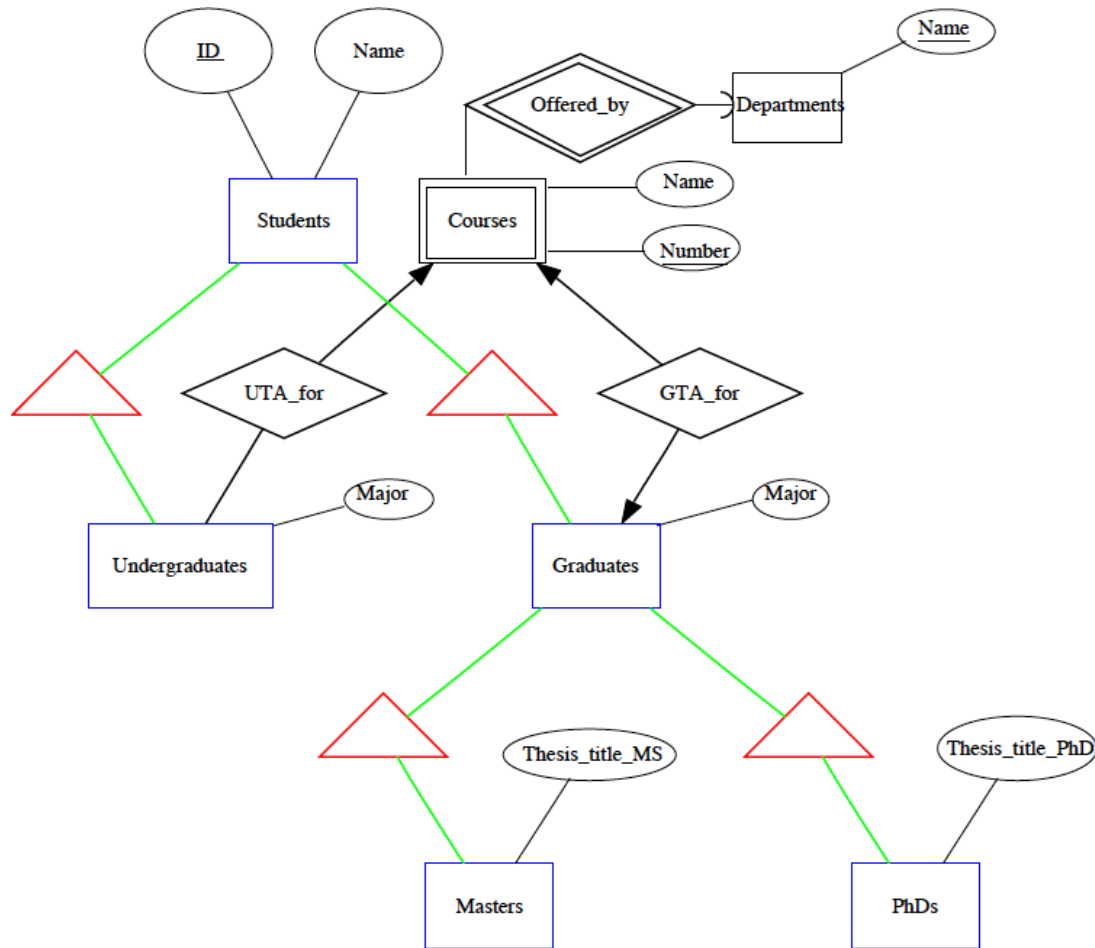 ID
Name
Name
Offered_by
Departments
Name
Students
Courses
Number
UTA_for
GTA_for
Major
Major
Undergraduates
Graduates
Thesis_title_MS
Thesis_title_PhD
Masters
PhDs